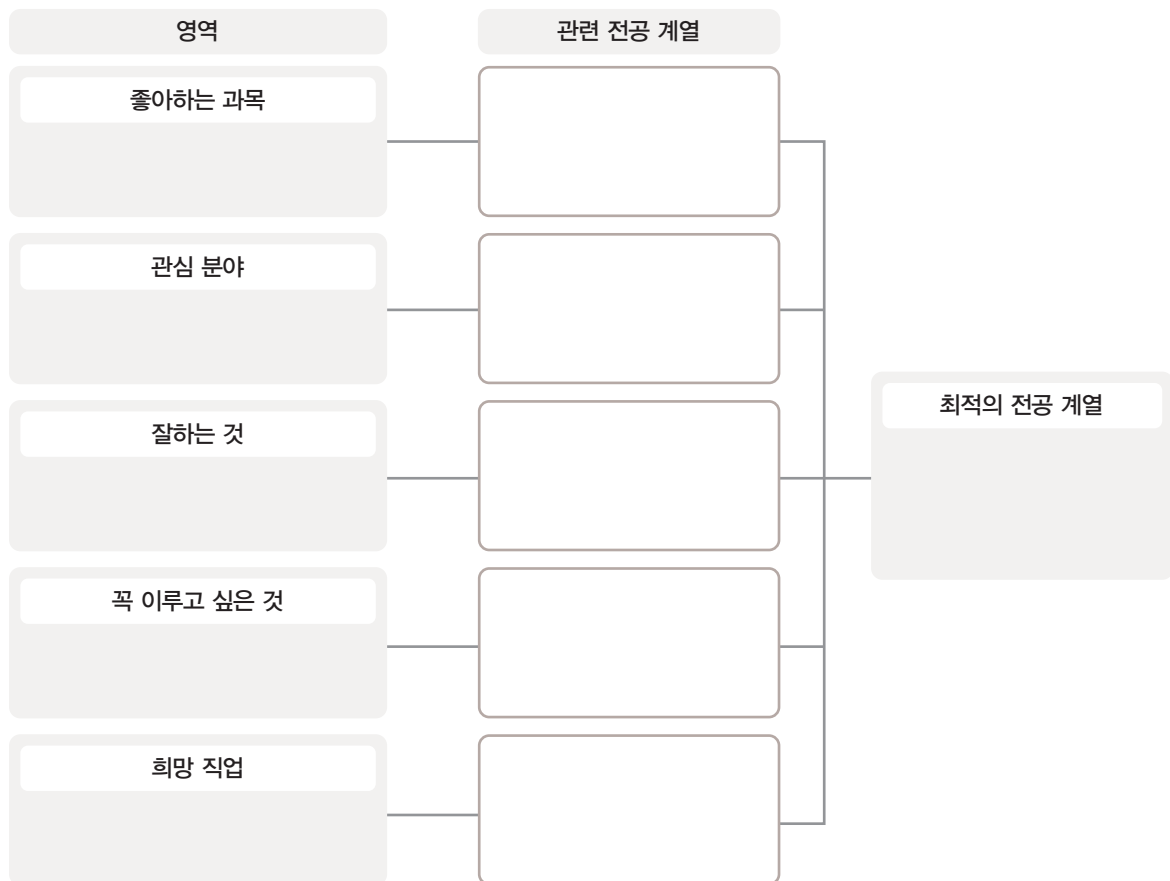 영역
관련 전공 계열
좋아하는 과목
관심 분야
잘하는 것
최적의 전공 계열
꼭 이루고 싶은 것
희망 직업